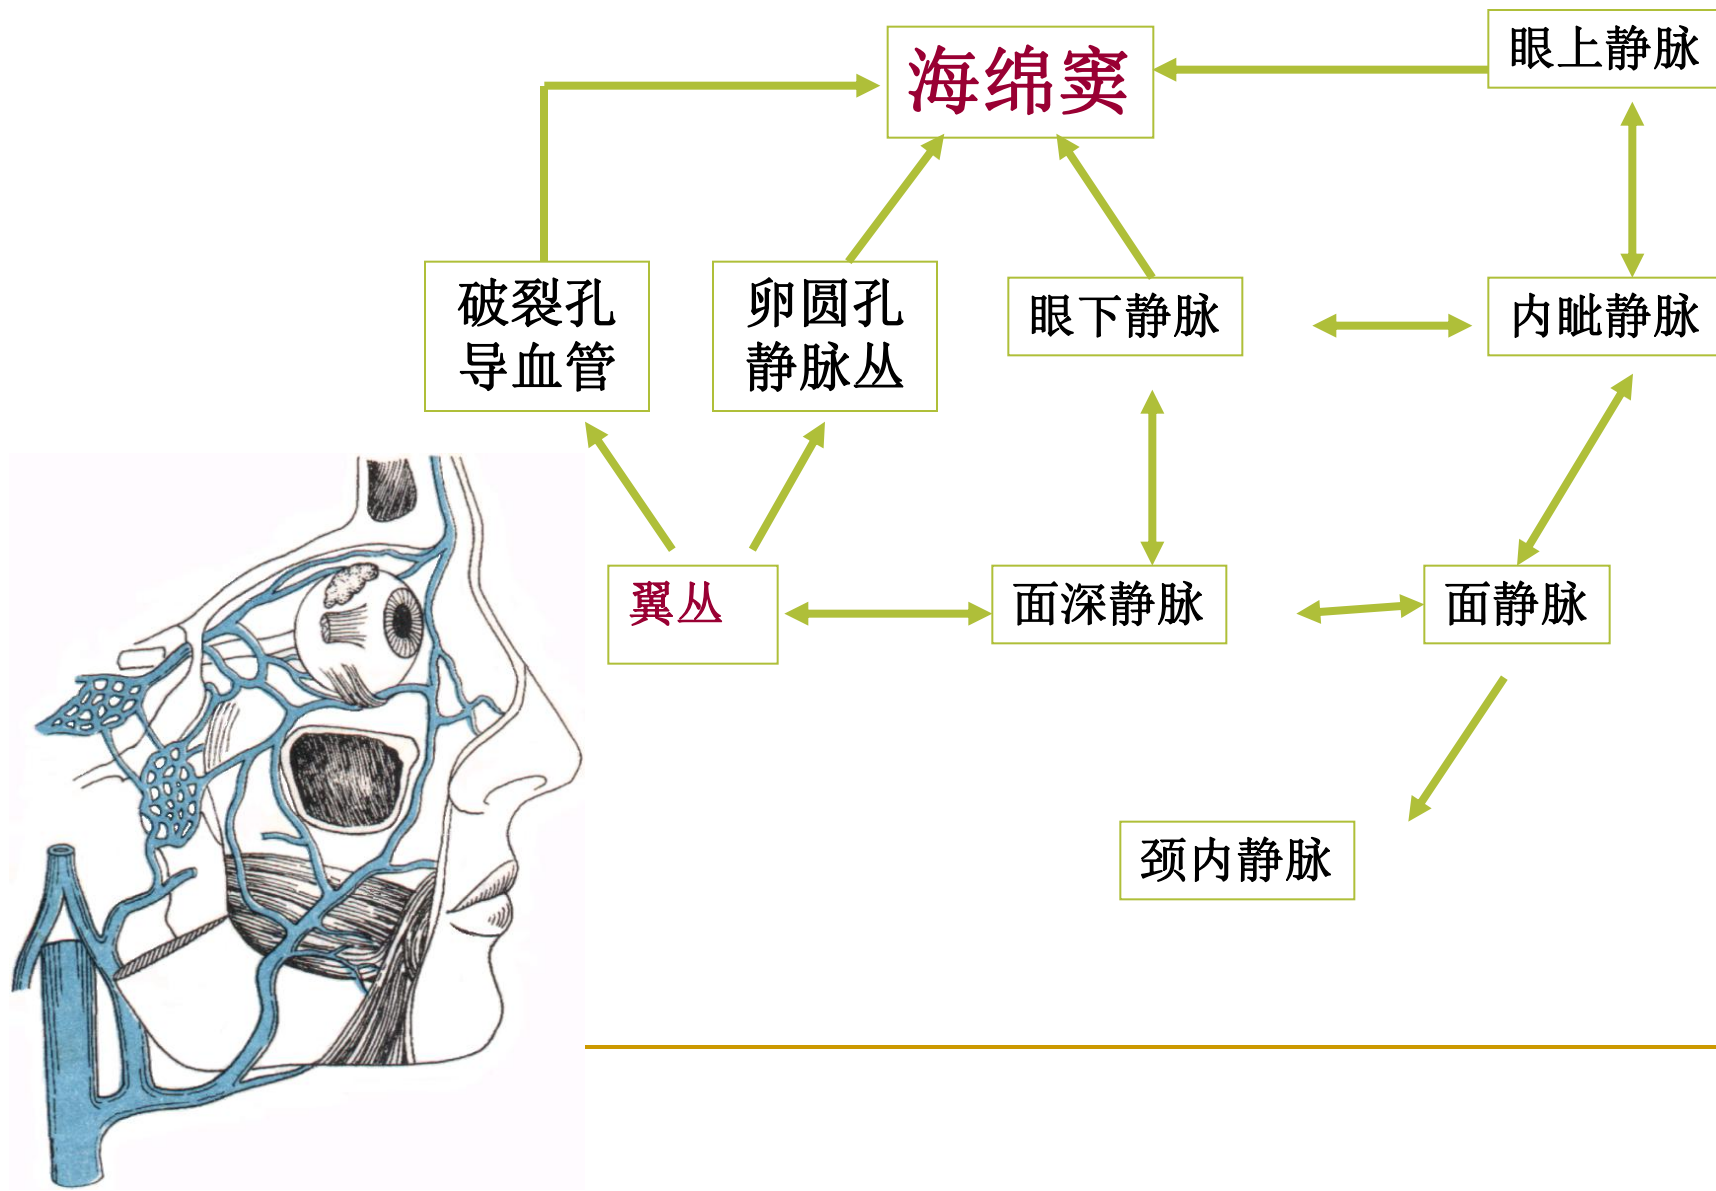 海绵窦
眼上静脉
破裂孔
导血管
卵圆孔
静脉丛
眼下静脉
内眦静脉
翼丛
面深静脉
面静脉
颈内静脉